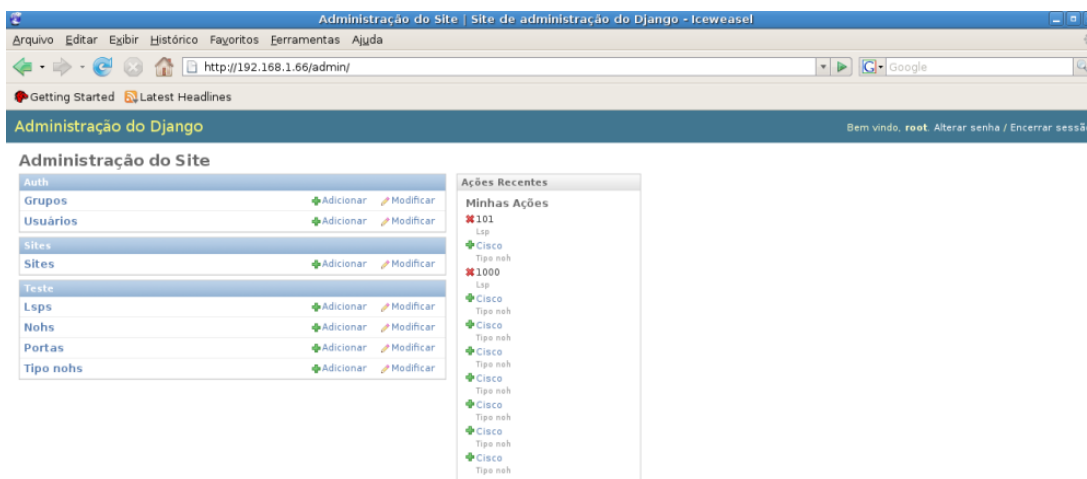 Administração do Site | Site de administração do Django - Iceweasel
Arquivo Editar Exibir Histórico Favoritos Ferramentas Ajuda
http://192.168.1.66/admin/
G Google
Getting Started Latest Headlines
Administração do Django
Bem vindo, root. Alterar senha / Encerrar sessã
Administração do Site
Auth
Grupos Adicionar Modificar
Usuários Adicionar Modificar
Sites
Sites Adicionar Modificar
Teste
Lsps Adicionar Modificar
Nohs Adicionar Modificar
Portas Adicionar Modificar
Tipo nohs Adicionar Modificar
Ações Recentes
Minhas Ações
101
Lsp
Cisco
Tipo noh
1000
Lsp
Cisco
Tipo noh
Cisco
Tipo noh
Cisco
Tipo noh
Cisco
Tipo noh
Cisco
Tipo noh
Cisco
Tipo noh
Cisco
Tipo noh